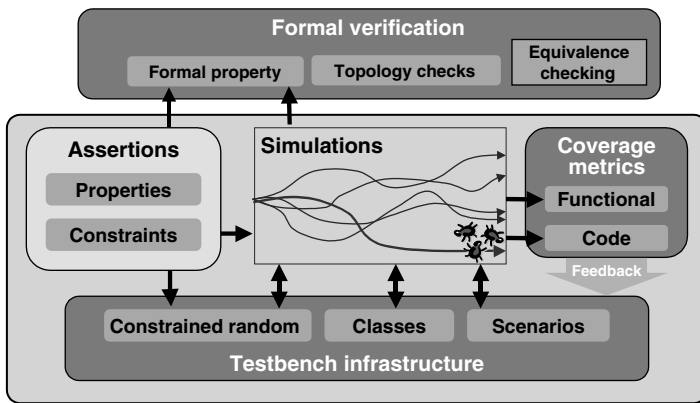 Formal verification
Formal property
Topology checks
Equivalence
checking
Assertions
Properties
Constraints
Simulations
Coverage
metrics
Functional
Code
Feedback
Constrained random
Classes
Scenarios
Testbench infrastructure